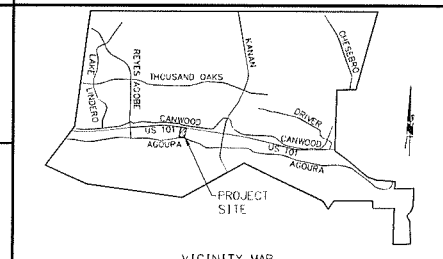 LAKE LINDERO
REYES AGOBE
KANAN
CHESEBRO
THOUSAND OAKS
DRIVER
CANWOOD
US 101
AGOURA
CANWOOD
US 101
AGOURA
PROJECT
SITE
VICINITY MAP